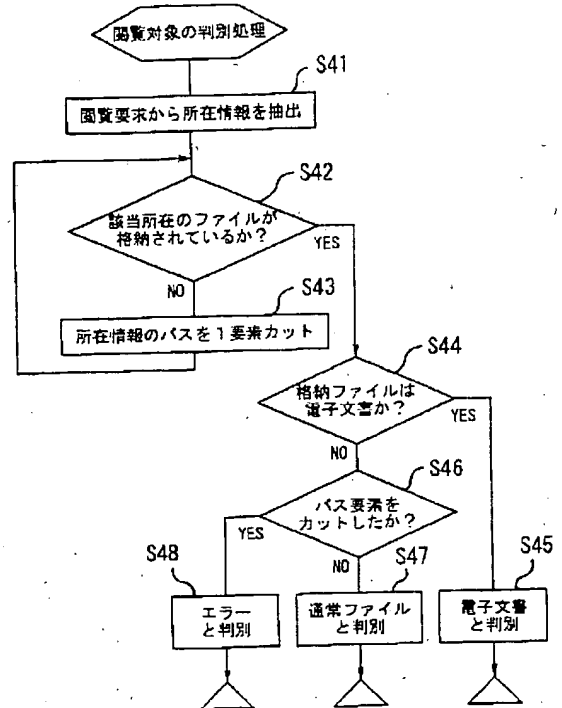 閲覧対象の判別処理
S41
閲覧要求から所在情報を抽出
S42
該当所在のファイルが
格納されているか？
YES
NO
S43
所在情報のパスを1要素カット
S44
格納ファイルは
電子文書か？
YES
NO
S46
パス要素を
カットしたか？
YES
NO
S48
エラー
と判別
S47
通常ファイル
と判別
S45
電子文書
と判別